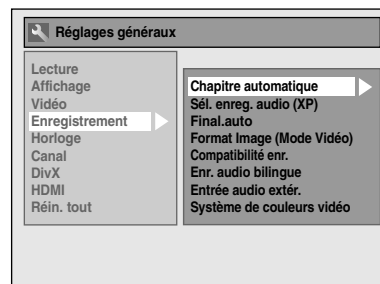 Réglages généraux
Lecture
Affichage
Vidéo
Enregistrement
Horloge
Canal
DivX
HDMI
Réin. tout
Chapitre automatique
Sél. enreg. audio (XP)
Final.auto
Format Image (Mode Vidéo)
Compatibilité enr.
Enr. audio bilingue
Entrée audio extér.
Système de couleurs vidéo